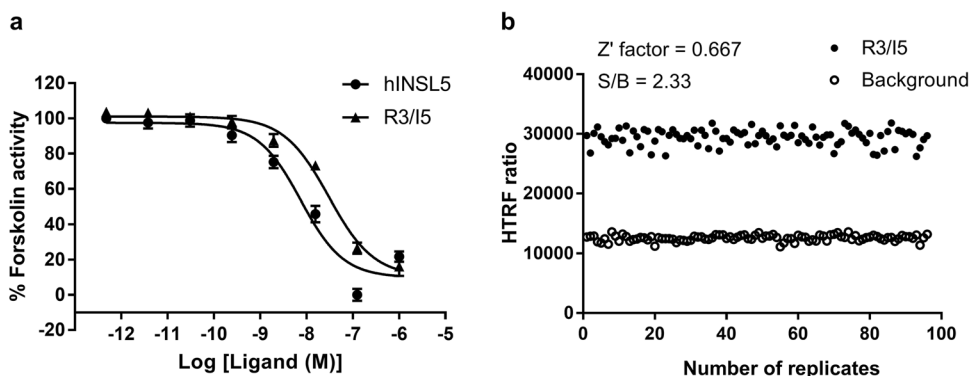 a
% Forskolin activity
120
100
80
60
40
20
0
-20
hINSL5
R3/I5
-12 -11 -10 -9 -8 -7 -6 -5
Log [Ligand (M)]
b
Z' factor = 0.667
S/B = 2.33
R3/I5
Background
HTRF ratio
40000
30000
20000
10000
0
0 20 40 60 80 100
Number of replicates